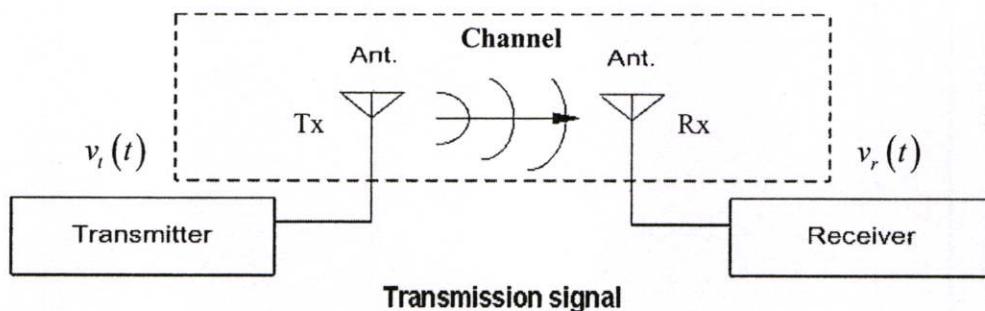 Channel
Ant.
Ant.
Tx
Rx
v_t(t)
v_r(t)
Transmitter
Receiver
Transmission signal